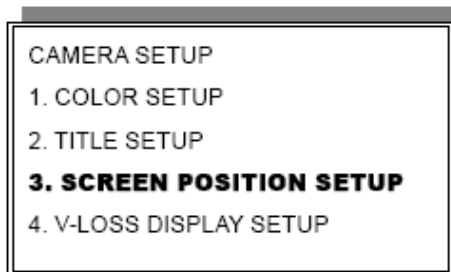 CAMERA SETUP
1. COLOR SETUP
2. TITLE SETUP
3. SCREEN POSITION SETUP
4. V-LOSS DISPLAY SETUP